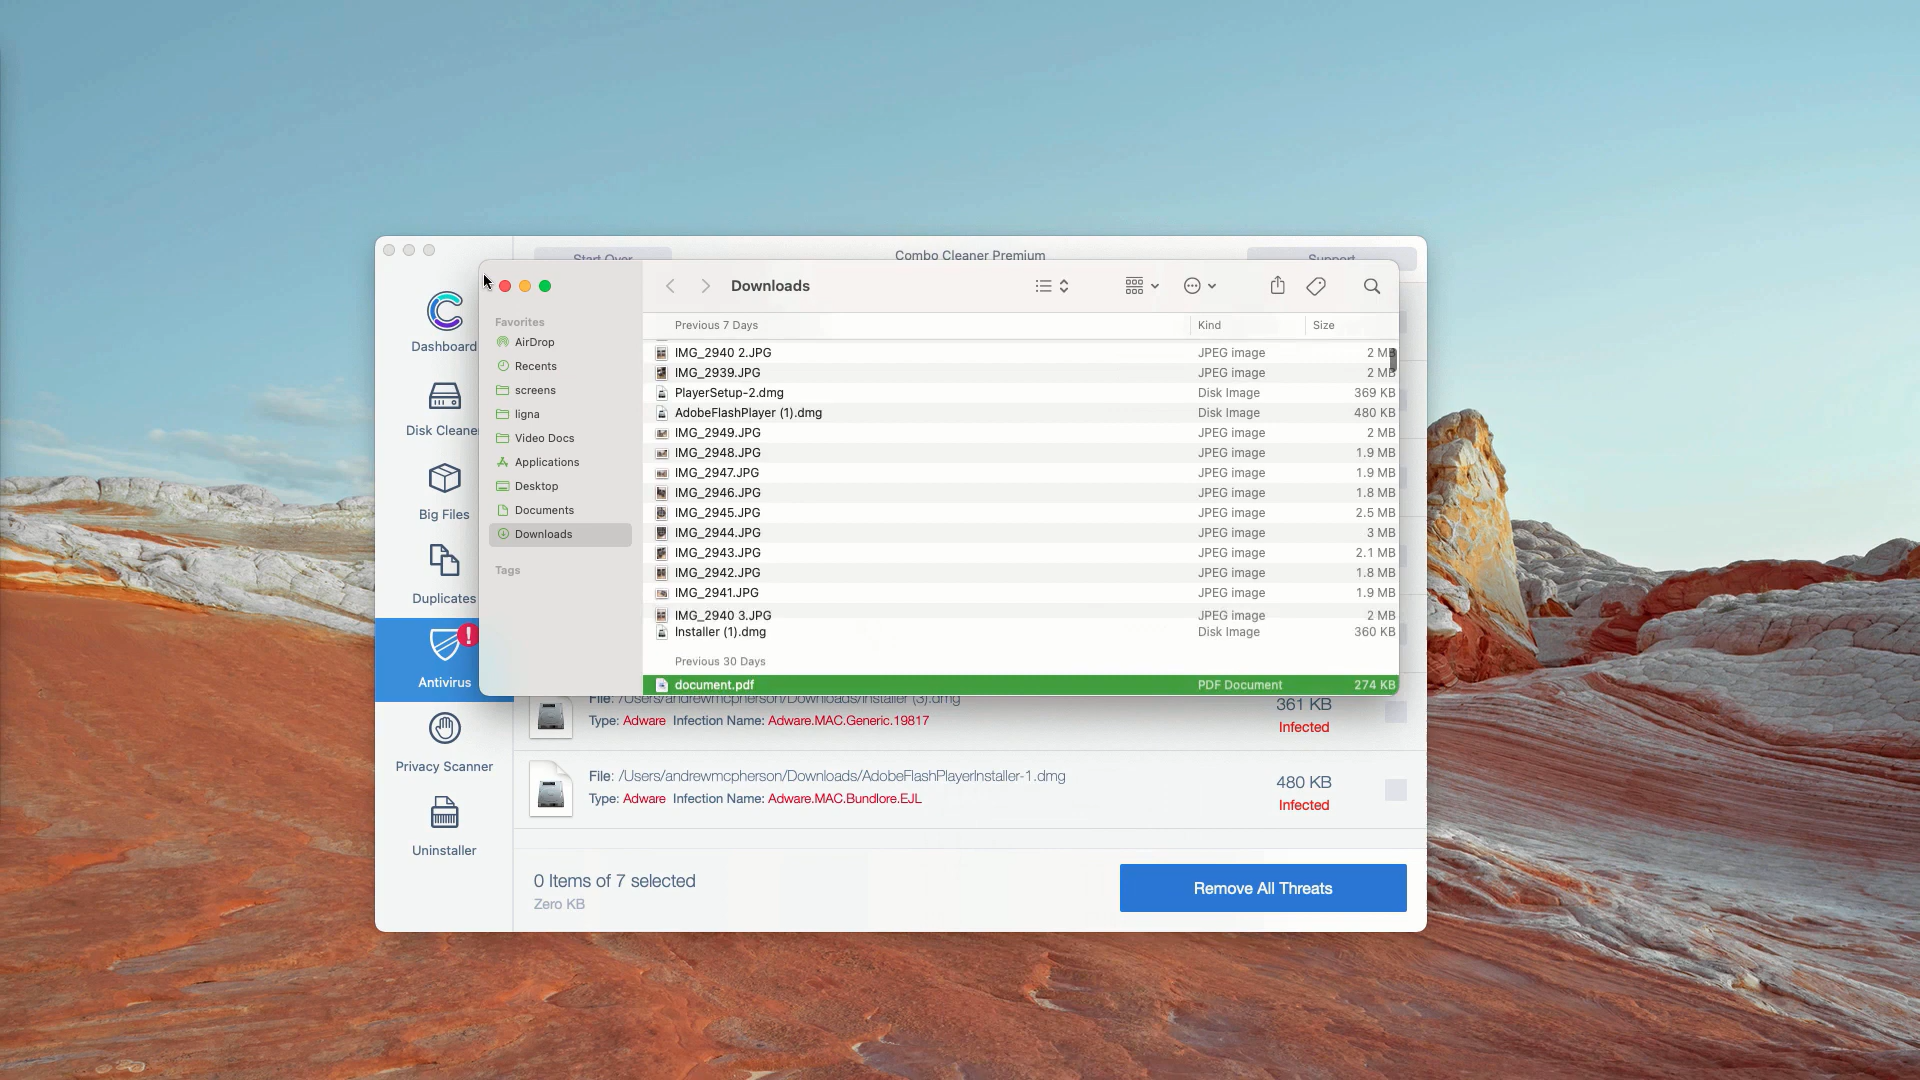 Start Over
Combo Cleaner Premium
Support
Dashboard
Disk Cleane
Big Files
Duplicates
Antivirus
Privacy Scanner
Uninstaller
Downloads
Favorites
AirDrop
Recents
screens
ligna
Video Docs
Applications
Desktop
Documents
Downloads
Tags
Previous 7 Days Kind Size
IMG_2940 2.JPG JPEG image 2 MB
IMG_2939.JPG JPEG image 2 MB
PlayerSetup-2.dmg Disk Image 369 KB
AdobeFlashPlayer (1).dmg Disk Image 480 KB
IMG_2949.JPG JPEG image 2 MB
IMG_2948.JPG JPEG image 1.9 MB
IMG_2947.JPG JPEG image 1.9 MB
IMG_2946.JPG JPEG image 1.8 MB
IMG_2945.JPG JPEG image 2.5 MB
IMG_2944.JPG JPEG image 3 MB
IMG_2943.JPG JPEG image 2.1 MB
IMG_2942.JPG JPEG image 1.8 MB
IMG_2941.JPG JPEG image 1.9 MB
IMG_2940 3.JPG JPEG image 2 MB
Installer (1).dmg Disk Image 360 KB
Previous 30 Days
document.pdf PDF Document 274 KB
File: /Users/andrewmcpherson/Downloads/Installer (3).dmg
361 KB
Type: Adware Infection Name: Adware.MAC.Generic.19817
Infected
File: /Users/andrewmcpherson/Downloads/AdobeFlashPlayerInstaller-1.dmg
480 KB
Type: Adware Infection Name: Adware.MAC.Bundlore.EJL
Infected
0 Items of 7 selected
Zero KB
Remove All Threats